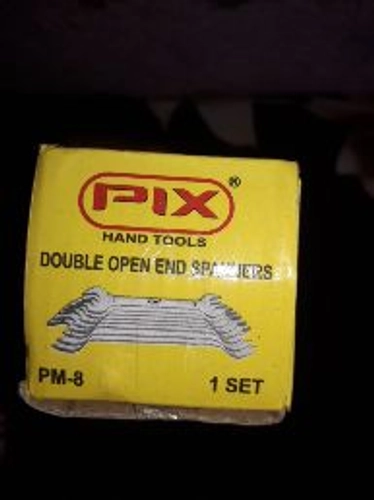 PIX®
HAND TOOLS
DOUBLE OPEN END SPANNERS
PM-8 1 SET